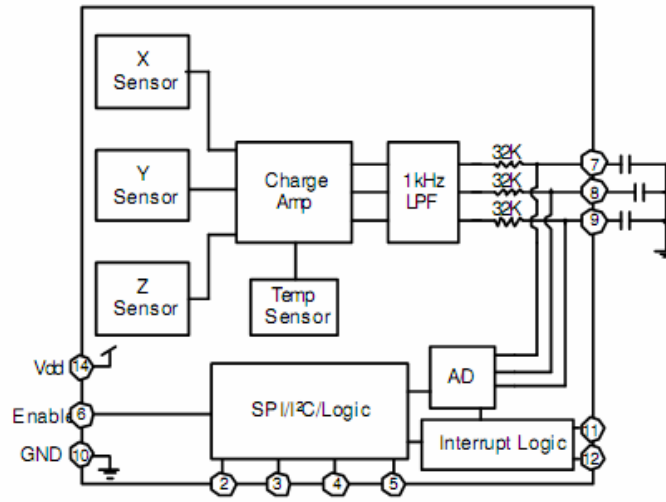 X
Sensor
Y
Sensor
Z
Sensor
Charge
Amp
Temp
Sensor
1kHz
LPF
32K
32K
32K
7
8
9
Vdd
14
Enable
6
GND
10
SPI/I²C/Logic
A/D
Interrupt Logic
11
12
2
3
4
5